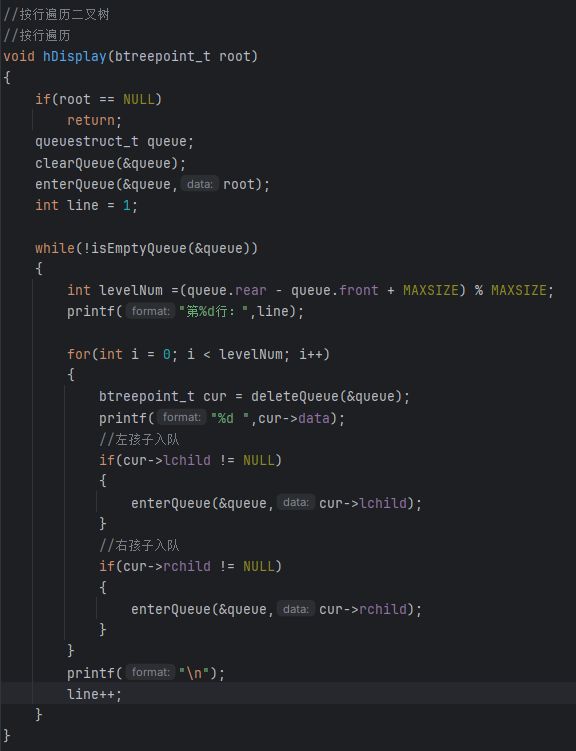 //按行遍历二叉树
//按行遍历
void hDisplay(btreepoint_t root)
{
    if(root == NULL)
        return;
    queuestruct_t queue;
    clearQueue(&queue);
    enterQueue(&queue, data: root);
    int line = 1;

    while(!isEmptyQueue(&queue))
    {
        int levelNum =(queue.rear - queue.front + MAXSIZE) % MAXSIZE;
        printf( format: "第%d行：",line);

        for(int i = 0; i < levelNum; i++)
        {
            btreepoint_t cur = deleteQueue(&queue);
            printf( format: "%d ",cur->data);
            //左孩子入队
            if(cur->lchild != NULL)
            {
                enterQueue(&queue, data: cur->lchild);
            }
            //右孩子入队
            if(cur->rchild != NULL)
            {
                enterQueue(&queue, data: cur->rchild);
            }
        }
        printf( format: "\n");
        line++;
    }
}